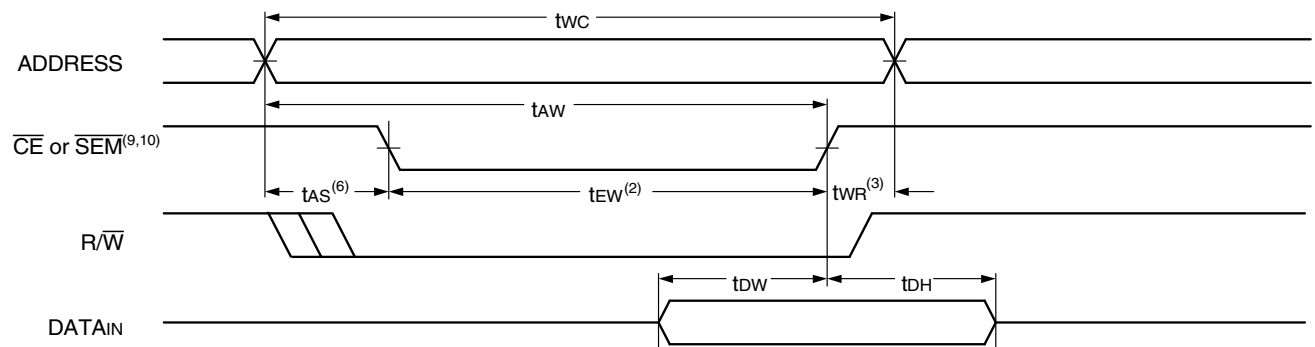 tWC
ADDRESS
tAW
CE or SEM(9,10)
tAS(6) tEW(2) tWR(3)
R/W
tDW tDH
DATAIN